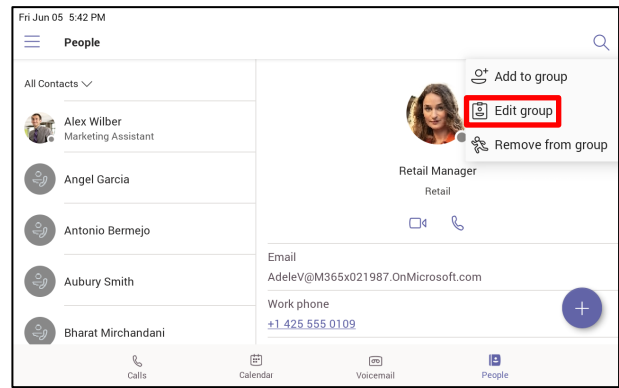 Fri Jun 05 5:42 PM
People
All Contacts
Alex Wilber
Marketing Assistant
Angel Garcia
Antonio Bermejo
Aubury Smith
Bharat Mirchandani
Add to group
Edit group
Remove from group
Retail Manager
Retail
Email
AdeleV@M365x021987.OnMicrosoft.com
Work phone
+1 425 555 0109
Calls
Calendar
Voicemail
People